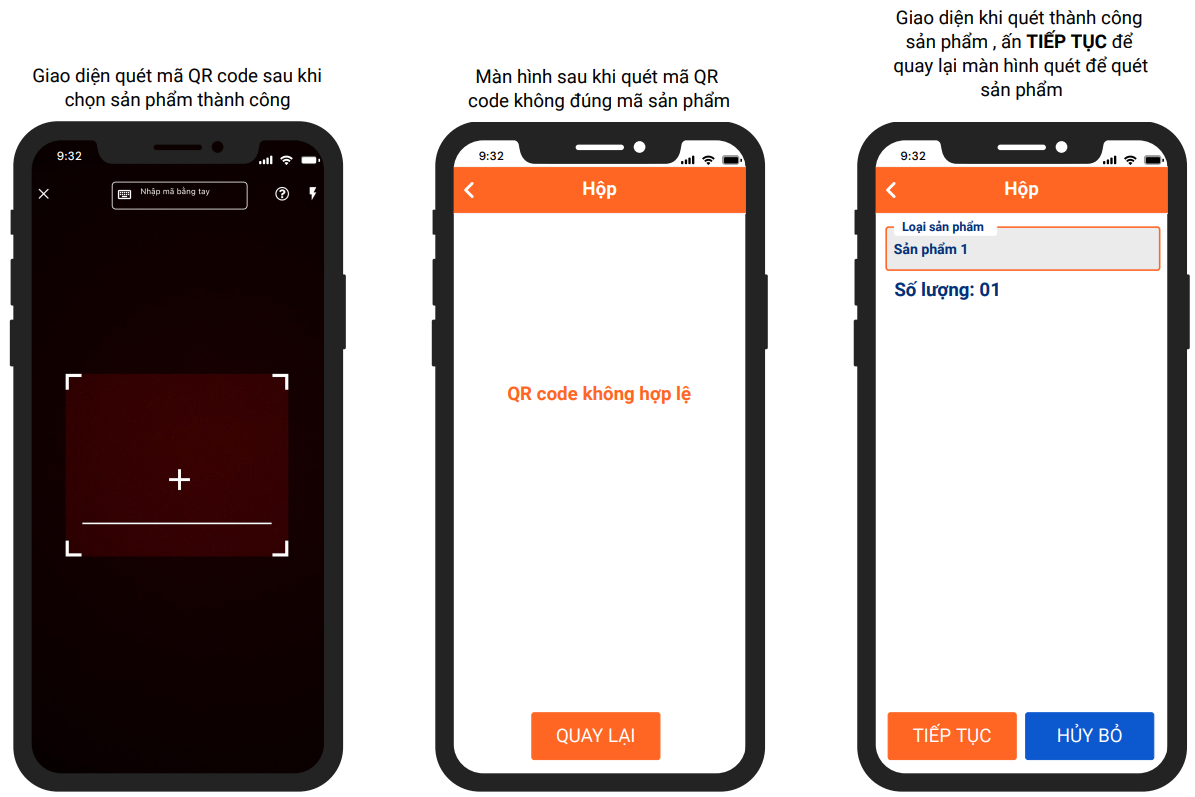 Giao diện quét mã QR code sau khi
chọn sản phẩm thành công
9:32
Nhập mã bằng tay
Màn hình sau khi quét mã QR
code không đúng mã sản phẩm
9:32
Hộp
QR code không hợp lệ
QUAY LẠI
Giao diện khi quét thành công
sản phẩm , ấn TIẾP TỤC để
quay lại màn hình quét để quét
sản phẩm
9:32
Hộp
Loại sản phẩm
Sản phẩm 1
Số lượng: 01
TIẾP TỤC
HỦY BỎ